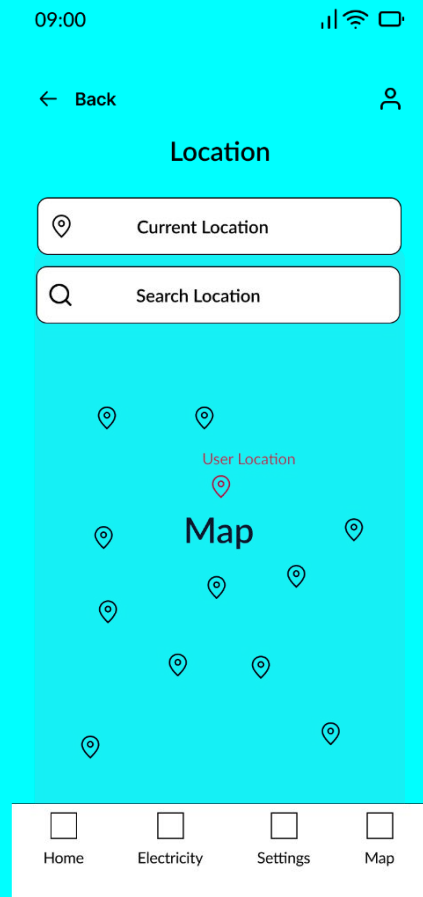 09:00
Back
Location
Current Location
Search Location
User Location
Map
Home Electricity Settings Map